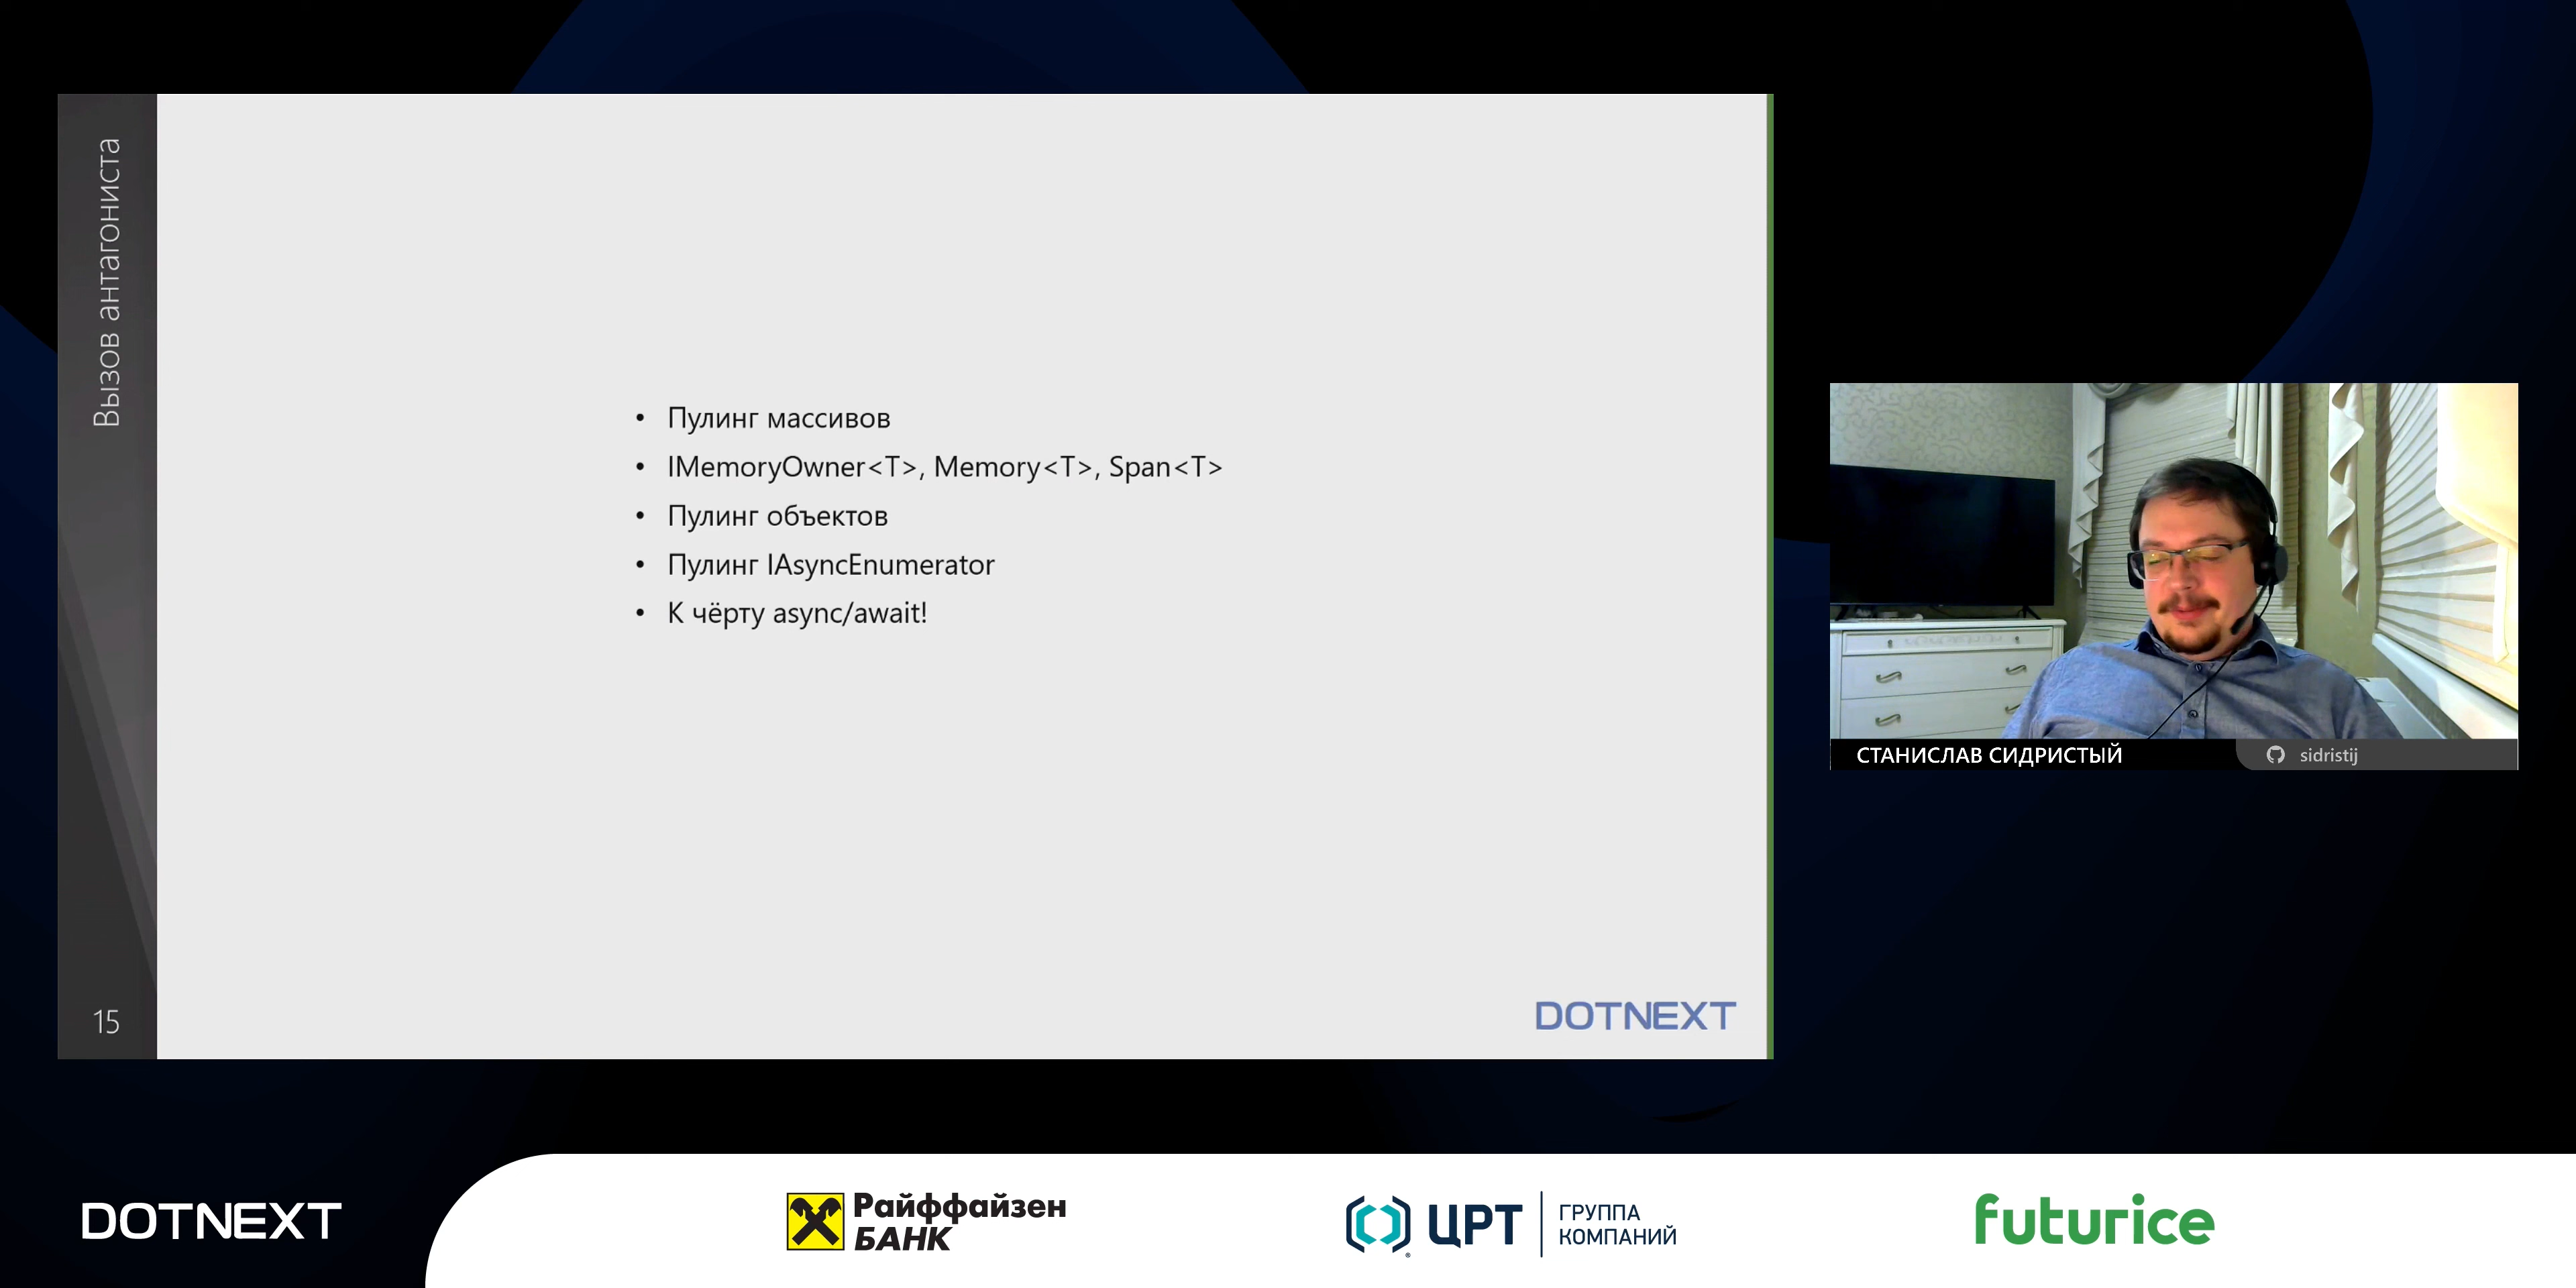 Вызов антагониста
• Пулинг массивов
• IMemoryOwner<T>, Memory<T>, Span<T>
• Пулинг объектов
• Пулинг IAsyncEnumerator
• К чёрту async/await!
15
DOTNEXT
СТАНИСЛАВ СИДРИСТЫЙ
sidristij
DOTNEXT
Райффайзен
БАНК
ЦРТ
ГРУППА
КОМПАНИЙ
futurice